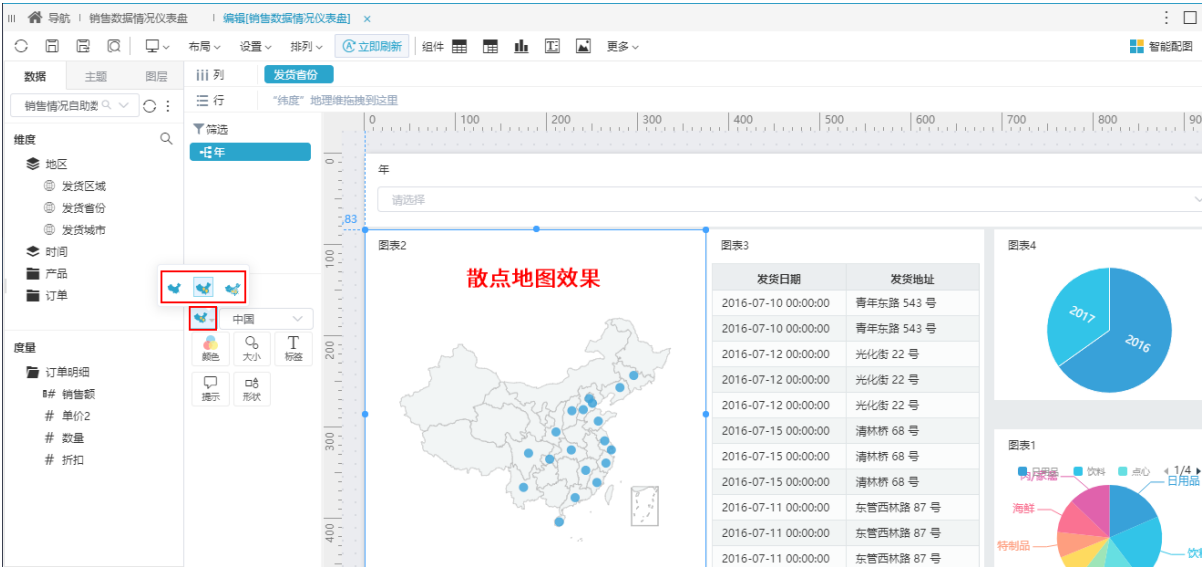 导航 销售数据情况仪表盘 编辑[销售数据情况仪表盘] ×
布局 设置 排列 立即刷新 组件 更多 智能配图
数据 主题 图层
列 发货省份
销售情况自助数
行 “纬度”地理维拖拽到这里
筛选
年
维度
地区
发货区域
发货省份
发货城市
时间
产品
订单
中国
颜色 大小 标签
提示 形状
度量
订单明细
销售额
单价2
数量
折扣
0 100 200 300 400 500 600 700 800 90
0
100
200
300
400
83
年
请选择
图表2
散点地图效果
图表3
发货日期 发货地址
2016-07-10 00:00:00 青年东路 543 号
2016-07-10 00:00:00 青年东路 543 号
2016-07-12 00:00:00 光化街 22 号
2016-07-12 00:00:00 光化街 22 号
2016-07-12 00:00:00 光化街 22 号
2016-07-15 00:00:00 清林桥 68 号
2016-07-15 00:00:00 清林桥 68 号
2016-07-15 00:00:00 清林桥 68 号
2016-07-11 00:00:00 东管西林路 87 号
2016-07-11 00:00:00 东管西林路 87 号
2016-07-11 00:00:00 东管西林路 87 号
图表4
2017
2016
图表1
日用品 饮料 点心 1/4
肉/家禽 日用品
海鲜
特制品
饮料